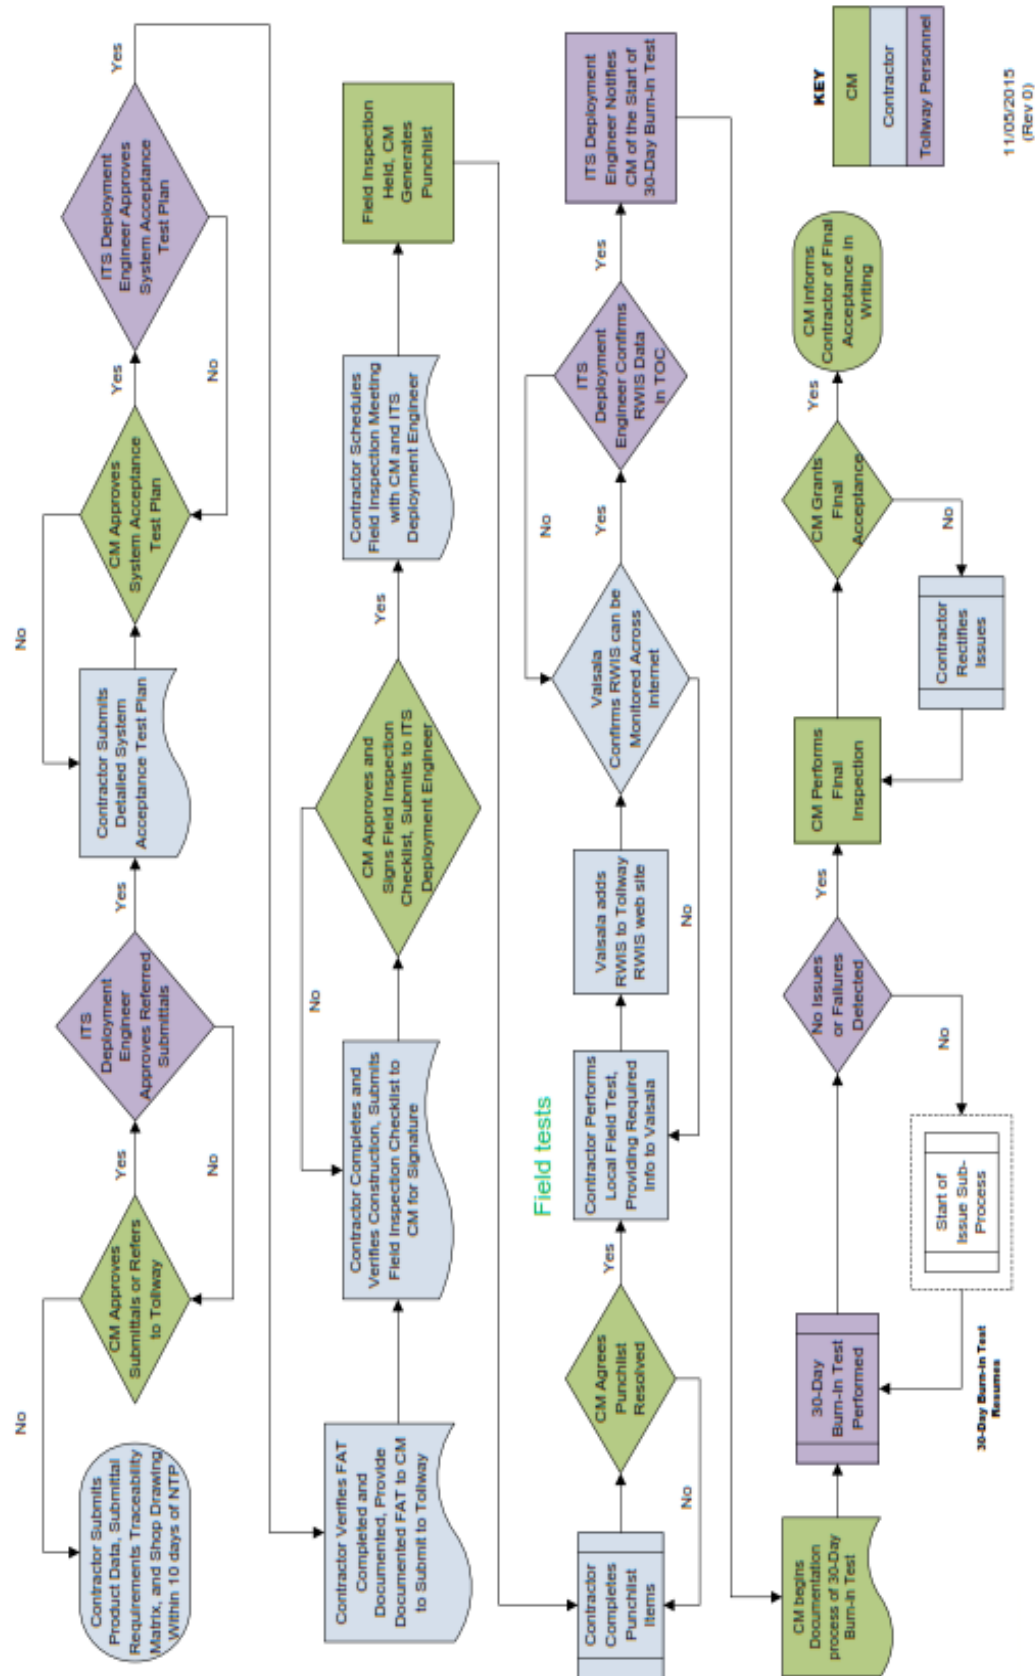 Contractor Submits
Product Data, Submittal
Requirements Traceability
Matrix, and Shop Drawing
Within 10 days of NTP
No
CM Approves
Submittals or Refers
to Tollway
Yes
No
ITS
Deployment
Engineer
Approves Referred
Submittals
Yes
Contractor Submits
Detailed System
Acceptance Test Plan
No
CM Approves
System Acceptance
Test Plan
Yes
No
ITS Deployment
Engineer Approves
System Acceptance
Test Plan
Yes
Contractor Verifies FAT
Completed and
Documented, Provide
Documented FAT to CM
to Submit to Tollway
Contractor Completes and
Verifies Construction, Submits
Field Inspection Checklist to
CM for Signature
No
CM Approves and
Signs Field Inspection
Checklist, Submits to ITS
Deployment Engineer
Yes
Contractor Schedules
Field Inspection Meeting
with CM and ITS
Deployment Engineer
Field Inspection
Held, CM
Generates
Punchlist
Contractor
Completes
Punchlist
Items
No
CM Agrees
Punchlist
Resolved
Yes
Field tests
Contractor Performs
Local Field Test,
Providing Required
Info to Vaisala
Vaisala adds
RWIS to Tollway
RWIS web site
No
Vaisala
Confirms RWIS can be
Monitored Across
Internet
Yes
No
ITS
Deployment
Engineer Confirms
RWIS Data
in TOC
Yes
ITS Deployment
Engineer Notifies
CM of the Start of
30-Day Burn-In Test
CM begins
Documentation
process of 30-Day
Burn-In Test
30-Day
Burn-In Test
Performed
30-Day Burn-In Test
Resumes
Start of
Issue Sub-
Process
No
No Issues
or Failures
Detected
Yes
CM Performs
Final
Inspection
Contractor
Rectifies
Issues
No
CM Grants
Final
Acceptance
Yes
CM Informs
Contractor of Final
Acceptance in
Writing
KEY
CM
Contractor
Tollway Personnel
11/05/2015
(Rev 0)